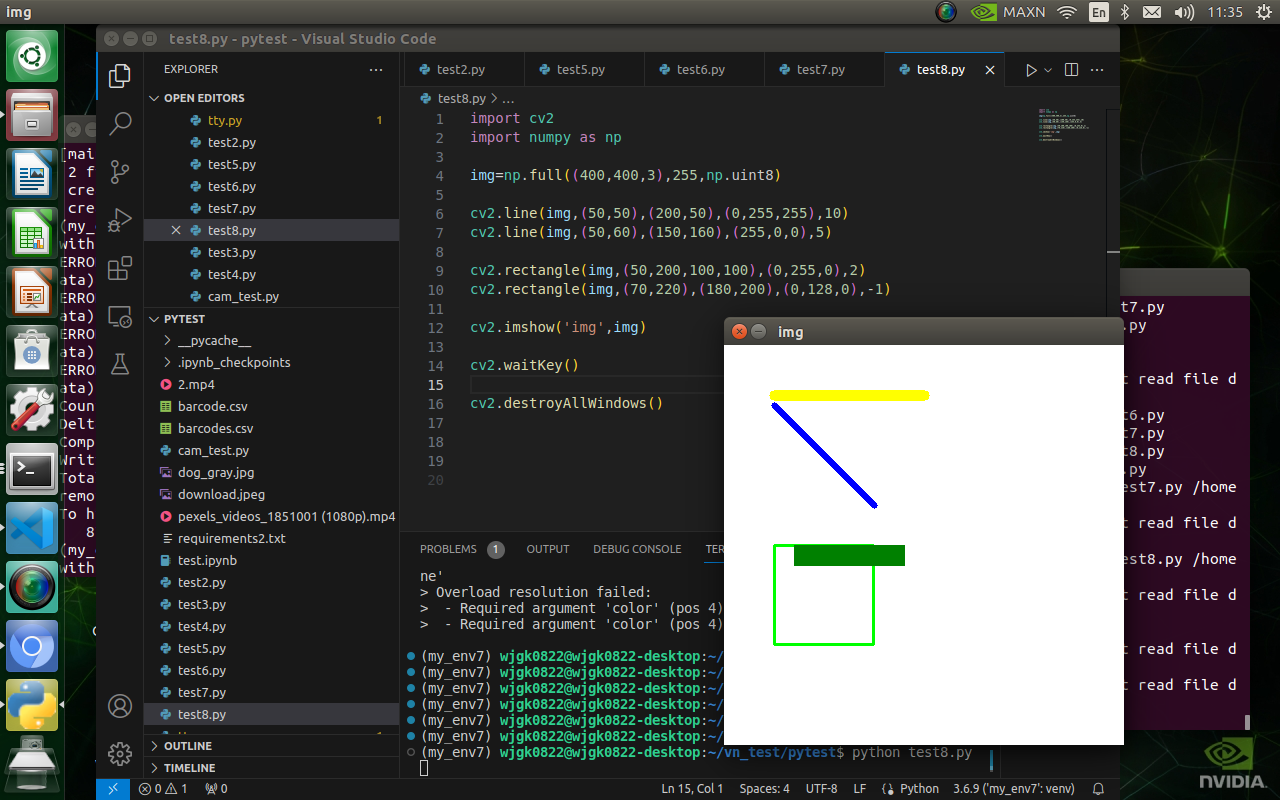 img
MAXN
En
11:35
test8.py - pytest - Visual Studio Code
EXPLORER
OPEN EDITORS
tty.py 1
test2.py
test5.py
test6.py
test7.py
test8.py
test3.py
test4.py
cam_test.py
PYTEST
__pycache__
.ipynb_checkpoints
2.mp4
barcode.csv
barcodes.csv
cam_test.py
dog_gray.jpg
download.jpeg
pexels_videos_1851001 (1080p).mp4
requirements2.txt
test.ipynb
test2.py
test3.py
test4.py
test5.py
test6.py
test7.py
test8.py
OUTLINE
TIMELINE
test2.py test5.py test6.py test7.py test8.py
test8.py > ...
1 import cv2
2 import numpy as np
3
4 img=np.full((400,400,3),255,np.uint8)
5
6 cv2.line(img,(50,50),(200,50),(0,255,255),10)
7 cv2.line(img,(50,60),(150,160),(255,0,0),5)
8
9 cv2.rectangle(img,(50,200,100,100),(0,255,0),2)
10 cv2.rectangle(img,(70,220),(180,200),(0,128,0),-1)
11
12 cv2.imshow('img',img)
13
14 cv2.waitKey()
15
16 cv2.destroyAllWindows()
17
18
19
20
PROBLEMS 1 OUTPUT DEBUG CONSOLE TER
ne'
> Overload resolution failed:
> - Required argument 'color' (pos 4)
> - Required argument 'color' (pos 4)
(my_env7) wjgk0822@wjgk0822-desktop:~/
(my_env7) wjgk0822@wjgk0822-desktop:~/
(my_env7) wjgk0822@wjgk0822-desktop:~/
(my_env7) wjgk0822@wjgk0822-desktop:~/
(my_env7) wjgk0822@wjgk0822-desktop:~/
(my_env7) wjgk0822@wjgk0822-desktop:~/
(my_env7) wjgk0822@wjgk0822-desktop:~/vn_test/pytest$ python test8.py
img
[mai
2 f
cre
cre
(my_
with
ERRO
ata)
ERRO
ata)
ERRO
ata)
ERRO
ata)
Coun
Delt
Comp
Writ
Tota
remo
To h
8
(my_
with
t7.py
.py
t read file d
t6.py
t7.py
t8.py
.py
est7.py /home
t read file d
est8.py /home
t read file d
t read file d
t read file d
0 1 0 Ln 15, Col 1 Spaces: 4 UTF-8 LF Python 3.6.9 ('my_env7': venv)
NVIDIA.